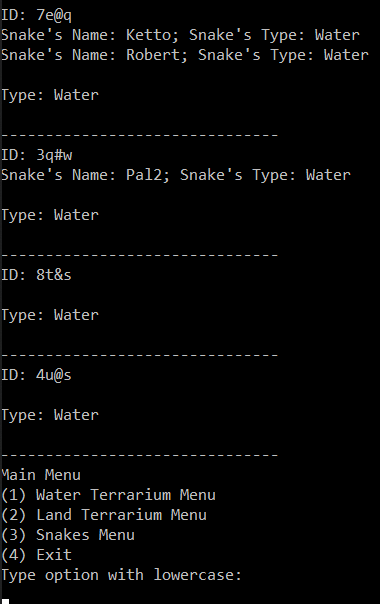 ID: 7e@q
Snake's Name: Ketto; Snake's Type: Water
Snake's Name: Robert; Snake's Type: Water
Type: Water
-------------------------------
ID: 3q#w
Snake's Name: Pal2; Snake's Type: Water
Type: Water
-------------------------------
ID: 8t&s
Type: Water
-------------------------------
ID: 4u@s
Type: Water
-------------------------------
Main Menu
(1) Water Terrarium Menu
(2) Land Terrarium Menu
(3) Snakes Menu
(4) Exit
Type option with lowercase: